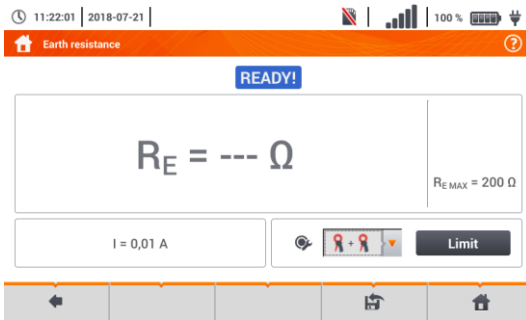 11:22:01 2018-07-21 100 %
Earth resistance ?
READY!
RE = --- Ω
RE MAX = 200 Ω
I = 0,01 A
+
Limit